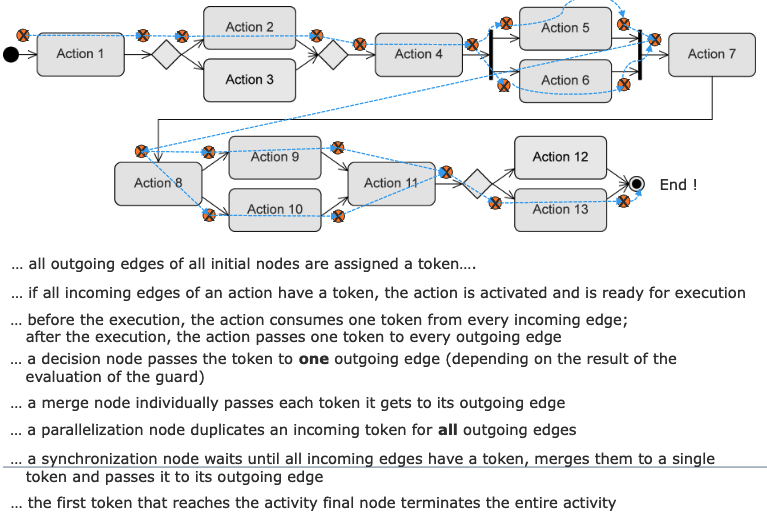 Action 1
Action 2
Action 3
Action 4
Action 5
Action 6
Action 7
Action 8
Action 9
Action 10
Action 11
Action 12
Action 13
End !
... all outgoing edges of all initial nodes are assigned a token....
... if all incoming edges of an action have a token, the action is activated and is ready for execution
... before the execution, the action consumes one token from every incoming edge;
after the execution, the action passes one token to every outgoing edge
... a decision node passes the token to one outgoing edge (depending on the result of the
evaluation of the guard)
... a merge node individually passes each token it gets to its outgoing edge
... a parallelization node duplicates an incoming token for all outgoing edges
... a synchronization node waits until all incoming edges have a token, merges them to a single
token and passes it to its outgoing edge
... the first token that reaches the activity final node terminates the entire activity